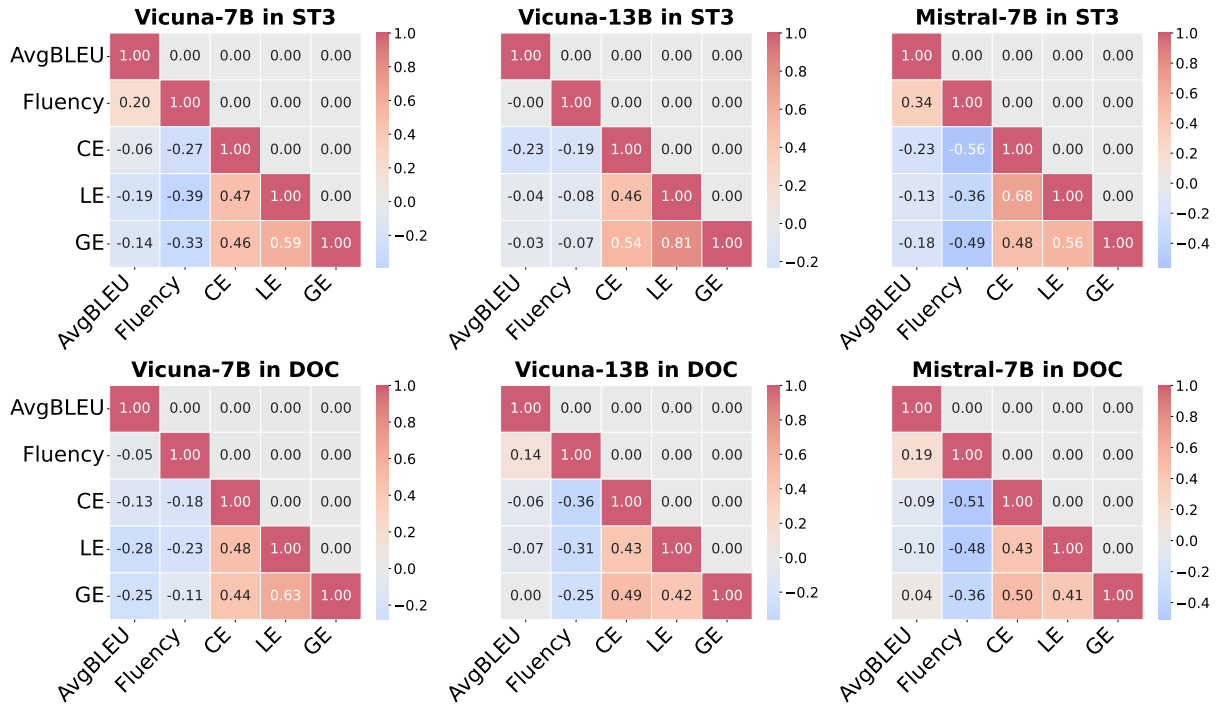 Vicuna-7B in ST3
AvgBLEU 1.00 0.00 0.00 0.00 0.00
Fluency 0.20 1.00 0.00 0.00 0.00
CE -0.06 -0.27 1.00 0.00 0.00
LE -0.19 -0.39 0.47 1.00 0.00
GE -0.14 -0.33 0.46 0.59 1.00
AvgBLEU Fluency CE LE GE
1.0
0.8
0.6
0.4
0.2
0.0
−0.2
Vicuna-13B in ST3
1.00 0.00 0.00 0.00 0.00
-0.00 1.00 0.00 0.00 0.00
-0.23 -0.19 1.00 0.00 0.00
-0.04 -0.08 0.46 1.00 0.00
-0.03 -0.07 0.54 0.81 1.00
AvgBLEU Fluency CE LE GE
1.0
0.8
0.6
0.4
0.2
0.0
−0.2
Mistral-7B in ST3
1.00 0.00 0.00 0.00 0.00
0.34 1.00 0.00 0.00 0.00
-0.23 -0.56 1.00 0.00 0.00
-0.13 -0.36 0.68 1.00 0.00
-0.18 -0.49 0.48 0.56 1.00
AvgBLEU Fluency CE LE GE
1.0
0.8
0.6
0.4
0.2
0.0
−0.2
−0.4
Vicuna-7B in DOC
AvgBLEU 1.00 0.00 0.00 0.00 0.00
Fluency -0.05 1.00 0.00 0.00 0.00
CE -0.13 -0.18 1.00 0.00 0.00
LE -0.28 -0.23 0.48 1.00 0.00
GE -0.25 -0.11 0.44 0.63 1.00
AvgBLEU Fluency CE LE GE
1.0
0.8
0.6
0.4
0.2
0.0
−0.2
Vicuna-13B in DOC
1.00 0.00 0.00 0.00 0.00
0.14 1.00 0.00 0.00 0.00
-0.06 -0.36 1.00 0.00 0.00
-0.07 -0.31 0.43 1.00 0.00
0.00 -0.25 0.49 0.42 1.00
AvgBLEU Fluency CE LE GE
1.0
0.8
0.6
0.4
0.2
0.0
−0.2
Mistral-7B in DOC
1.00 0.00 0.00 0.00 0.00
0.19 1.00 0.00 0.00 0.00
-0.09 -0.51 1.00 0.00 0.00
-0.10 -0.48 0.43 1.00 0.00
0.04 -0.36 0.50 0.41 1.00
AvgBLEU Fluency CE LE GE
1.0
0.8
0.6
0.4
0.2
0.0
−0.2
−0.4